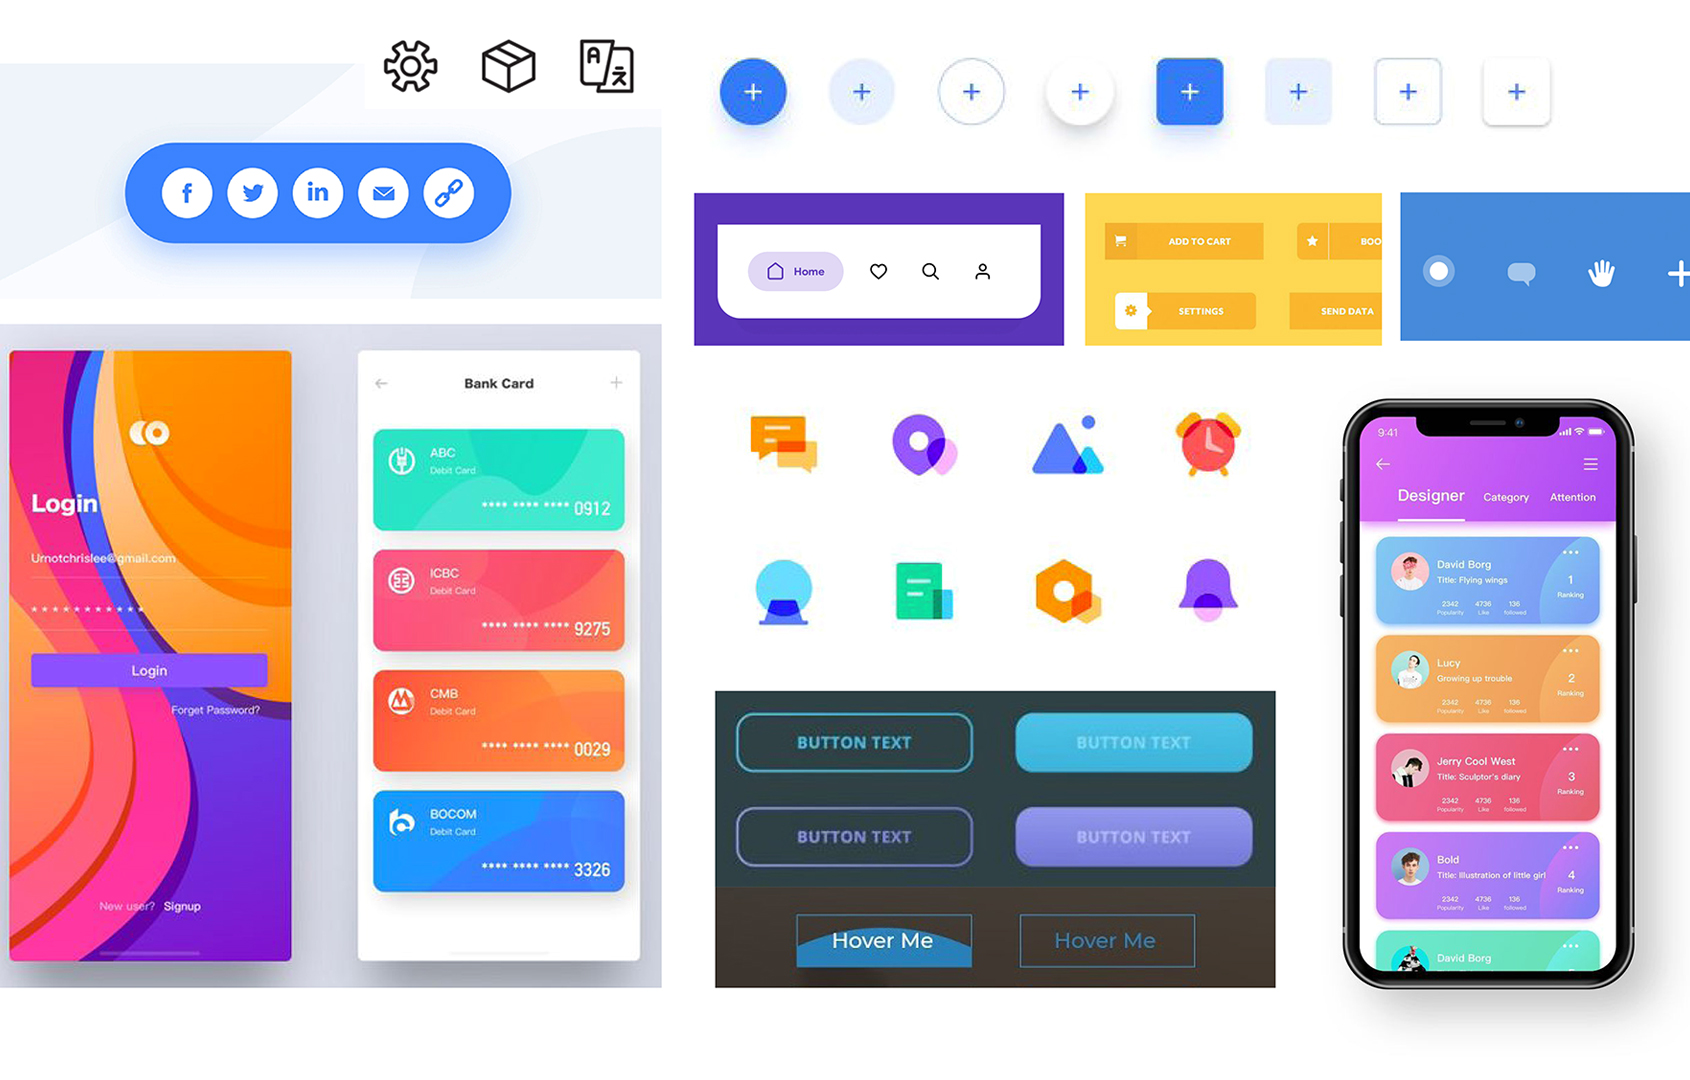 A
f
in
Login
Urnotchrislee@gmail.com
***********
Login
Forget Password?
New user? Signup
Bank Card
ABC
Debit Card
**** **** **** 0912
ICBC
Debit Card
**** **** **** 9275
CMB
Debit Card
**** **** **** 0029
BOCOM
Debit Card
**** **** **** 3326
Home
ADD TO CART
BOO
SETTINGS
SEND DATA
BUTTON TEXT
BUTTON TEXT
BUTTON TEXT
BUTTON TEXT
Hover Me
Hover Me
9:41
Designer
Category
Attention
David Borg
Title: Flying wings
2342 4736 136
Popularity Like followed
1
Ranking
Lucy
Growing up trouble
2342 4736 136
Popularity Like followed
2
Ranking
Jerry Cool West
Title: Sculptor's diary
2342 4736 136
Popularity Like followed
3
Ranking
Bold
Title: Illustration of little girl
2342 4736 136
Popularity Like followed
4
Ranking
David Borg